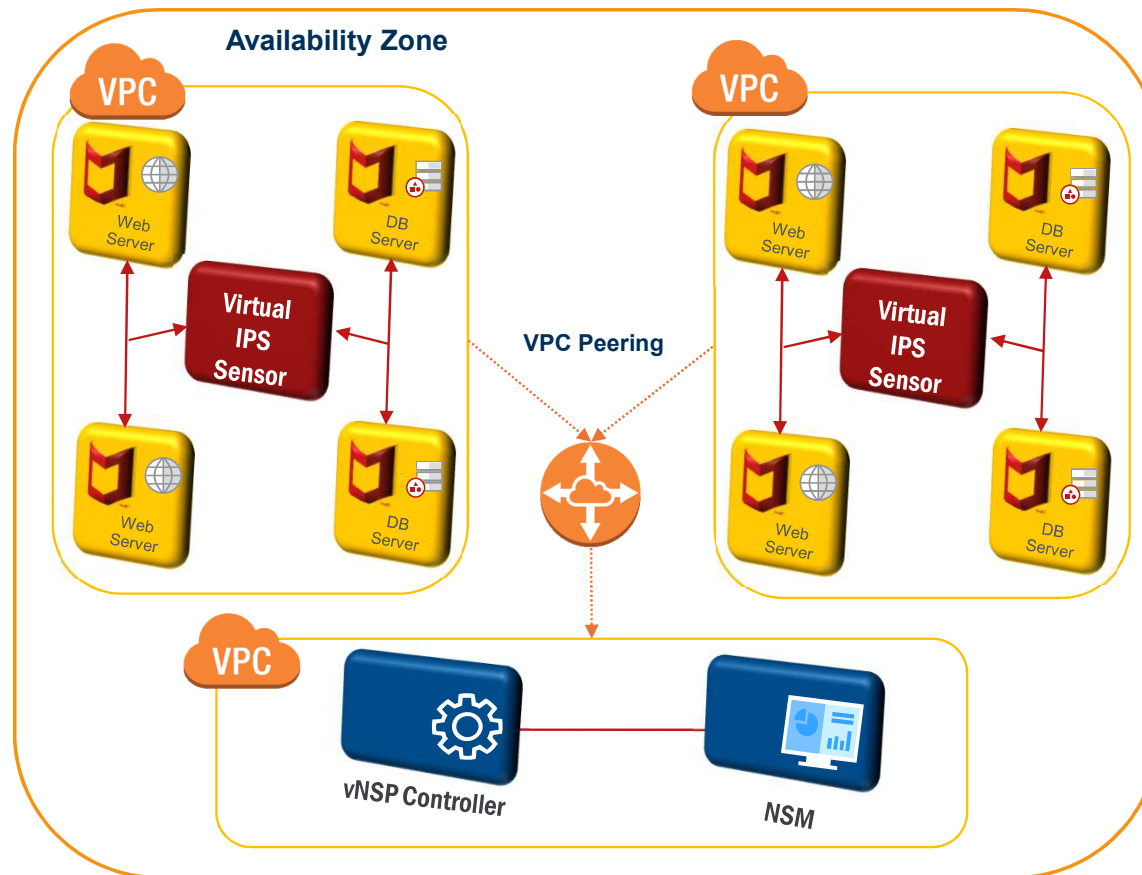 Availability Zone
VPC
VPC
Web
Server
DB
Server
Web
Server
DB
Server
Virtual
IPS
Sensor
Virtual
IPS
Sensor
VPC Peering
Web
Server
DB
Server
Web
Server
DB
Server
VPC
vNSP Controller
NSM